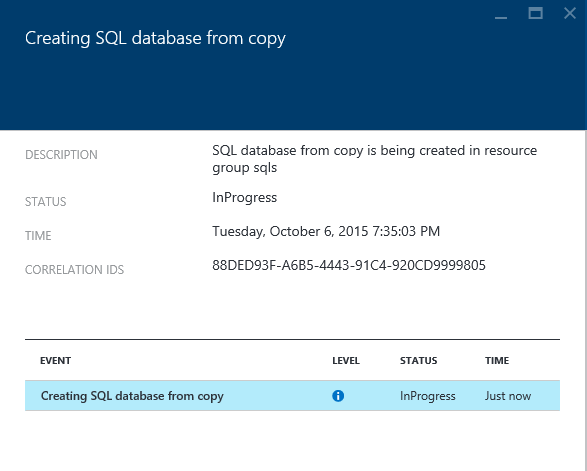 Creating SQL database from copy
DESCRIPTION SQL database from copy is being created in resource
group sqls
STATUS InProgress
TIME Tuesday, October 6, 2015 7:35:03 PM
CORRELATION IDS 88DED93F-A6B5-4443-91C4-920CD9999805
EVENT LEVEL STATUS TIME
Creating SQL database from copy InProgress Just now